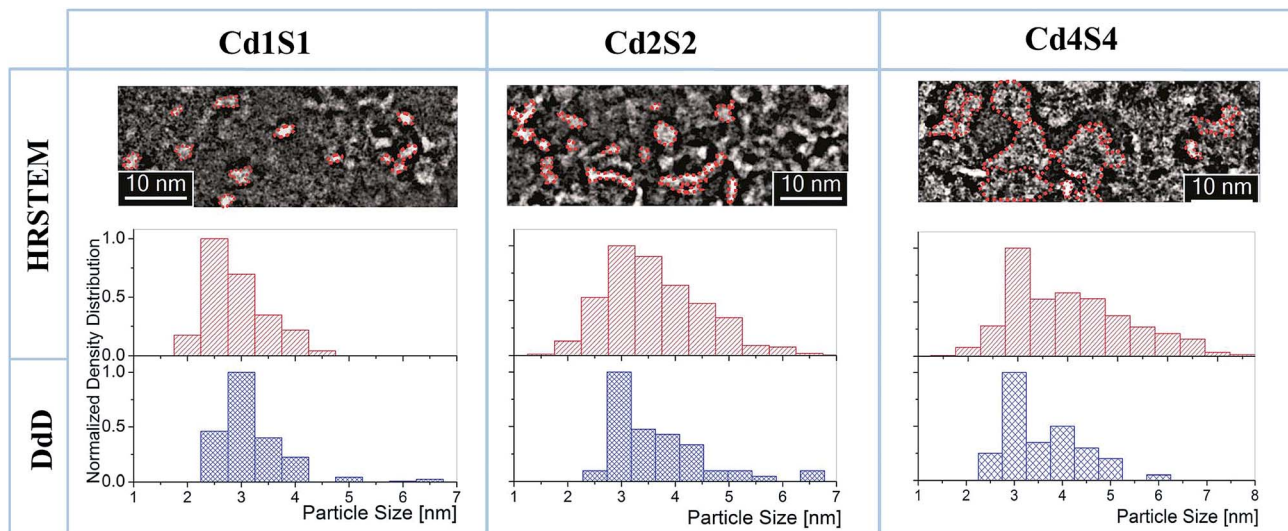 Cd1S1
Cd2S2
Cd4S4
HRSTEM
10 nm
10 nm
10 nm
Normalized Density Distribution
1.0
0.5
0.0
DdD
1.0
0.5
0.0
1 2 3 4 5 6 7
Particle Size [nm]
1 2 3 4 5 6 7
Particle Size [nm]
1 2 3 4 5 6 7 8
Particle Size [nm]